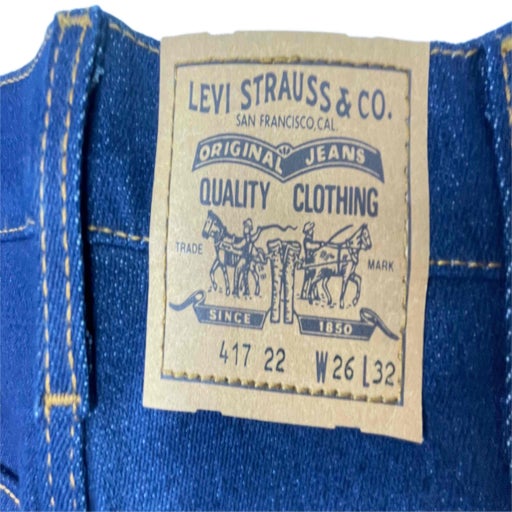 LEVI STRAUSS & CO.
SAN FRANCISCO, CAL.
ORIGINAL JEANS
QUALITY CLOTHING
TRADE MARK
SINCE 1850
417 22 W26 L32